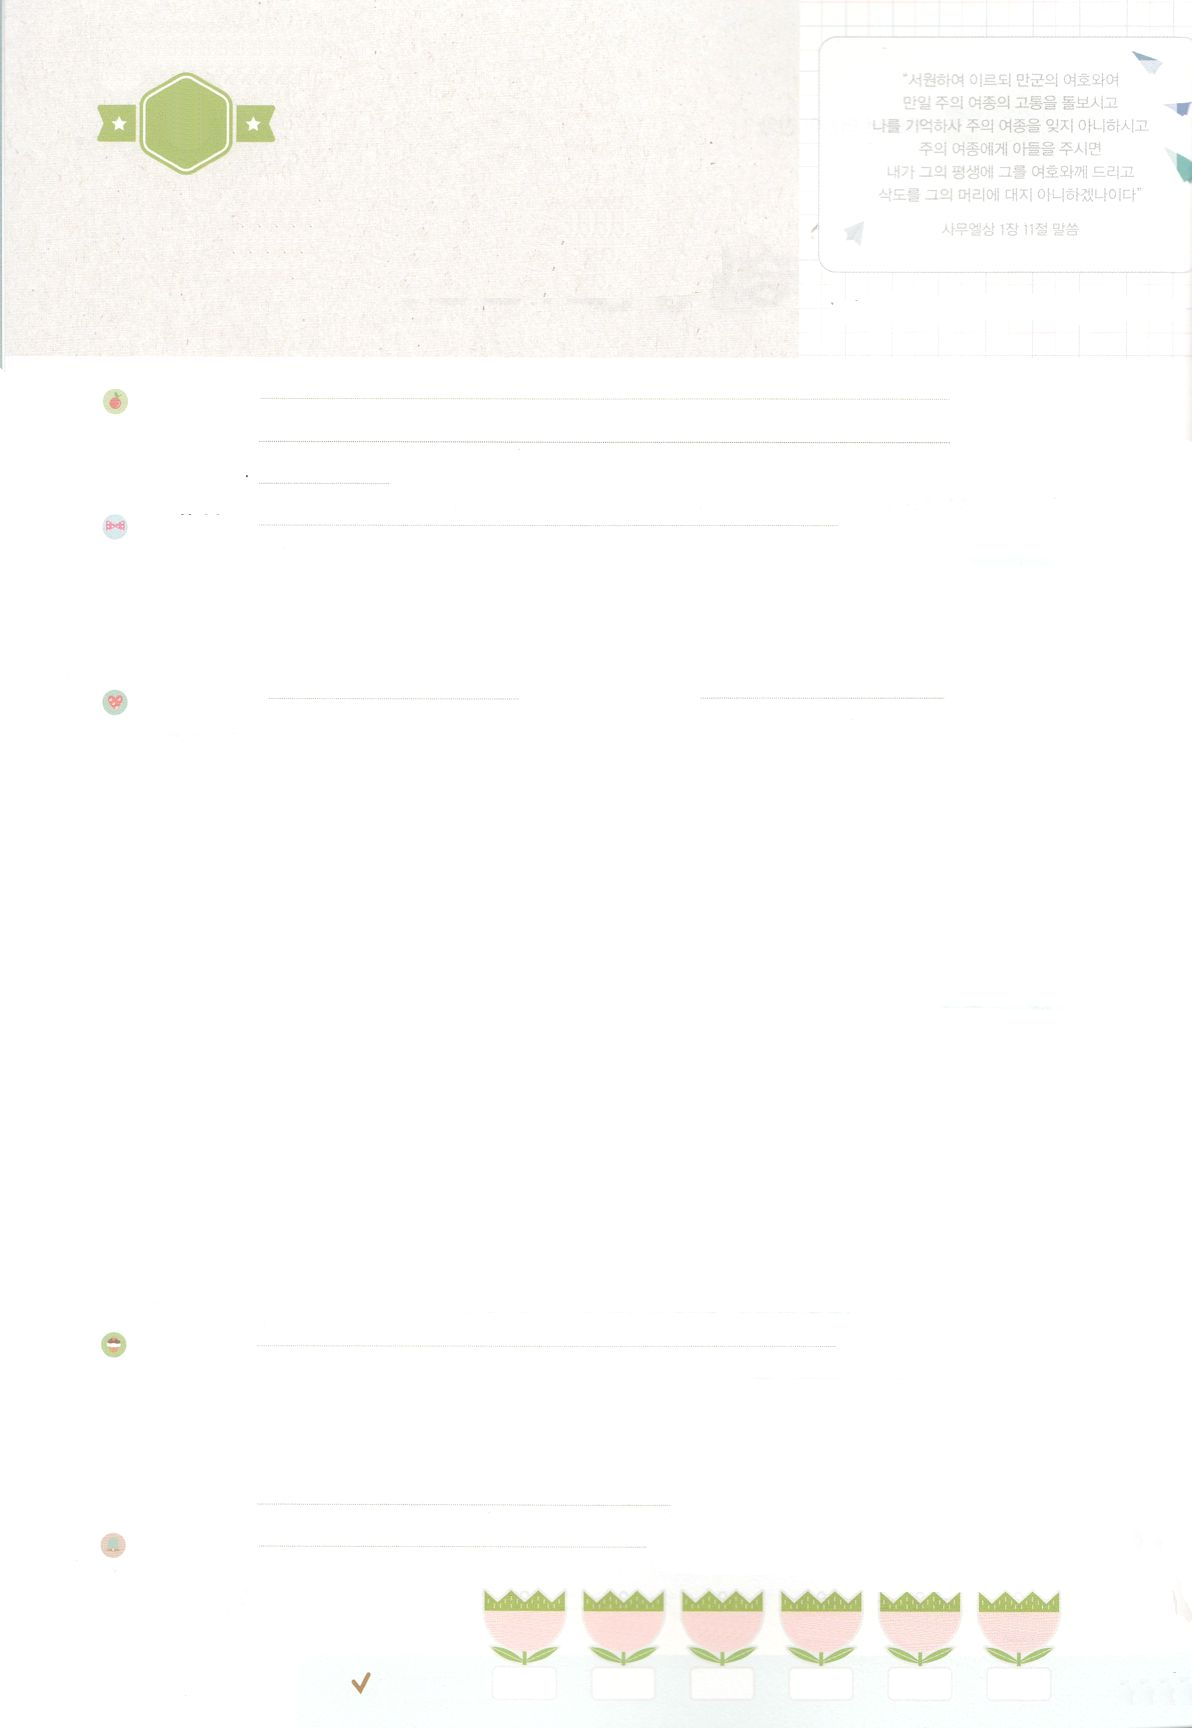 “서원하여 이르되 만군의 여호와여
만일 주의 여종의 고통을 돌보시고
나를 기억하사 주의 여종을 잊지 아니하시고
주의 여종에게 아들을 주시면
내가 그의 평생에 그를 여호와께 드리고
삭도를 그의 머리에 대지 아니하겠나이다”
사무엘상 1장 11절 말씀